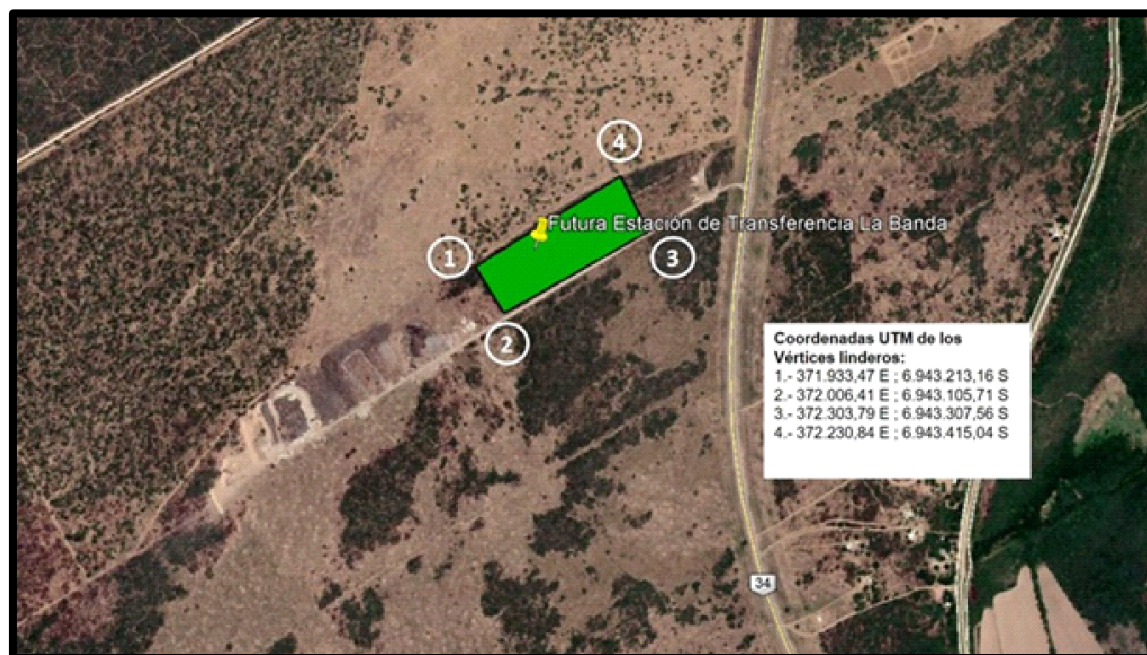 4
Futura Estación de Transferencia La Banda
1
3
2
Coordenadas UTM de los
Vértices linderos:
1.- 371.933,47 E ; 6.943.213,16 S
2.- 372.006,41 E ; 6.943.105,71 S
3.- 372.303,79 E ; 6.943.307,56 S
4.- 372.230,84 E ; 6.943.415,04 S
34